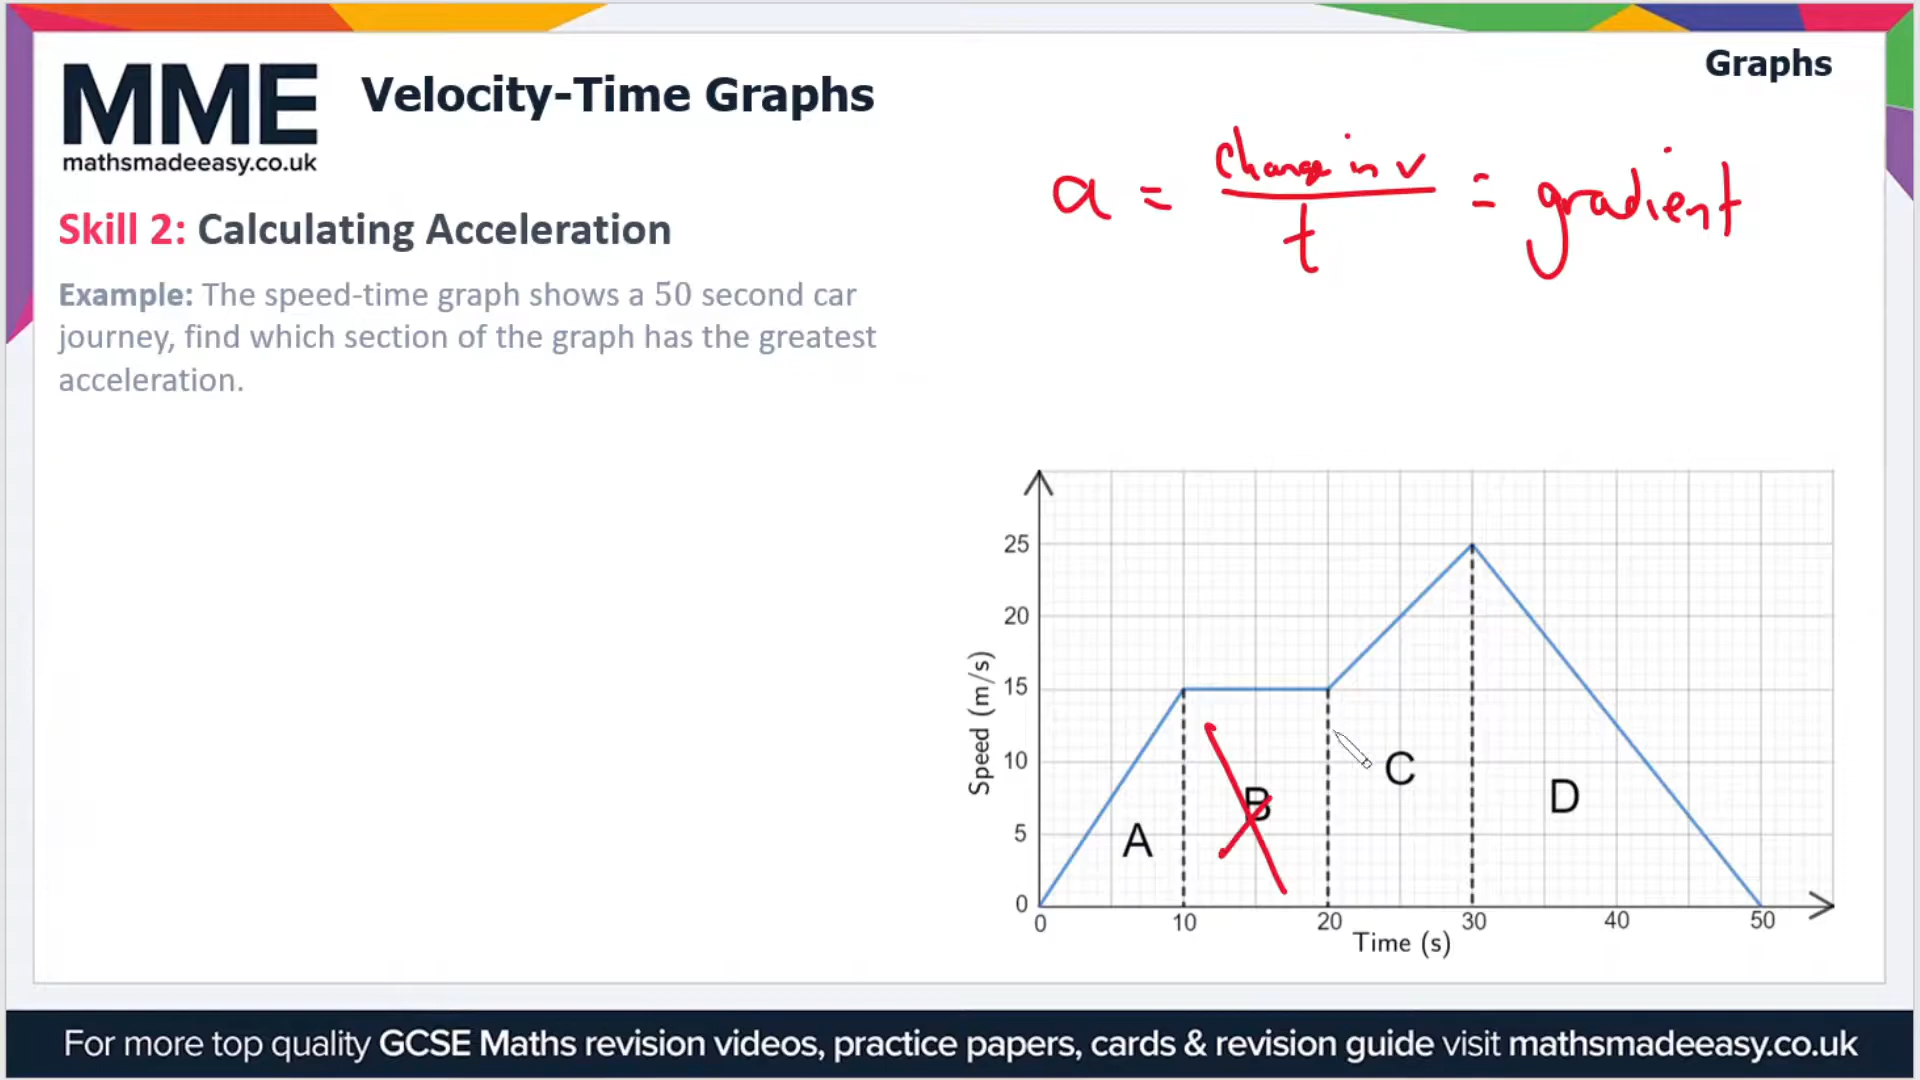 Graphs
MME
mathsmadeeasy.co.uk
Velocity-Time Graphs
a = change in v / t = gradient
Skill 2: Calculating Acceleration
Example: The speed-time graph shows a 50 second car
journey, find which section of the graph has the greatest
acceleration.
25
20
15
10
5
0
Speed (m/s)
A
B
C
D
0 10 20 30 40 50
Time (s)
For more top quality GCSE Maths revision videos, practice papers, cards & revision guide visit mathsmadeeasy.co.uk